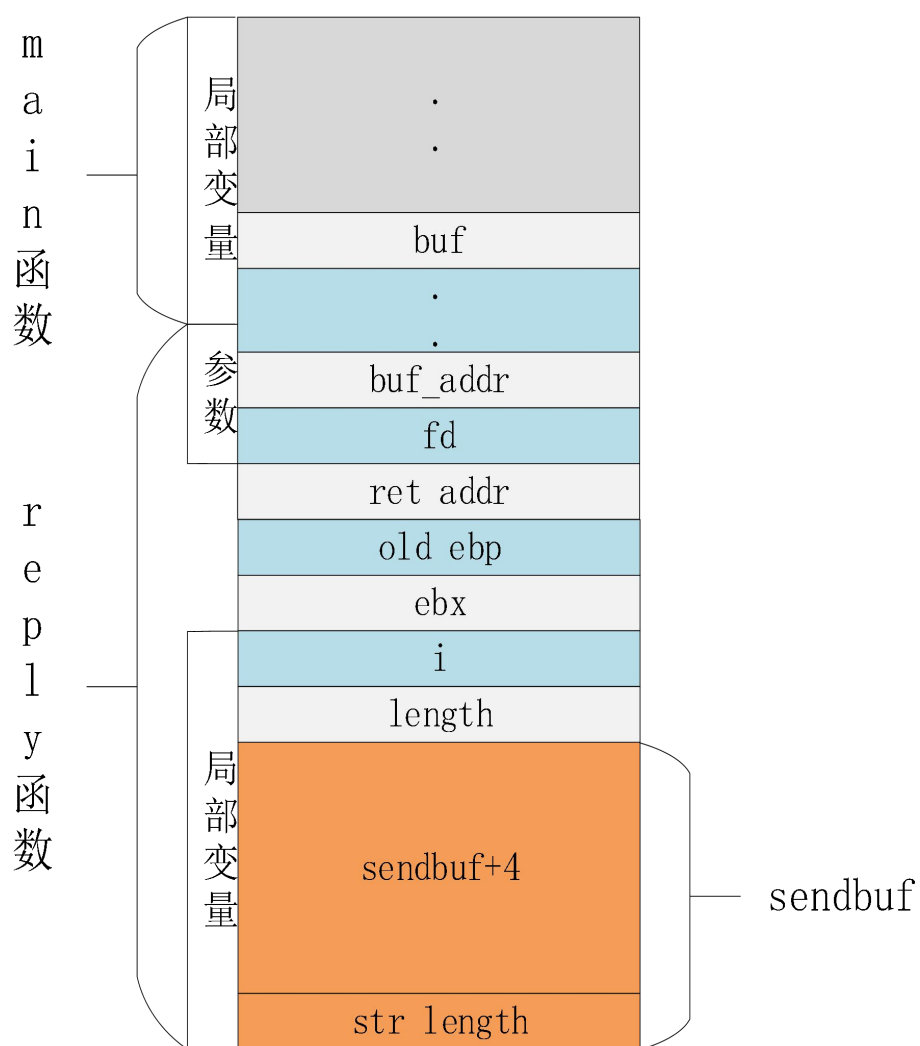 main函数
局部变量
.
.
buf
.
.
参数
buf_addr
fd
ret addr
old ebp
ebx
reply函数
局部变量
i
length
sendbuf+4
sendbuf
str length